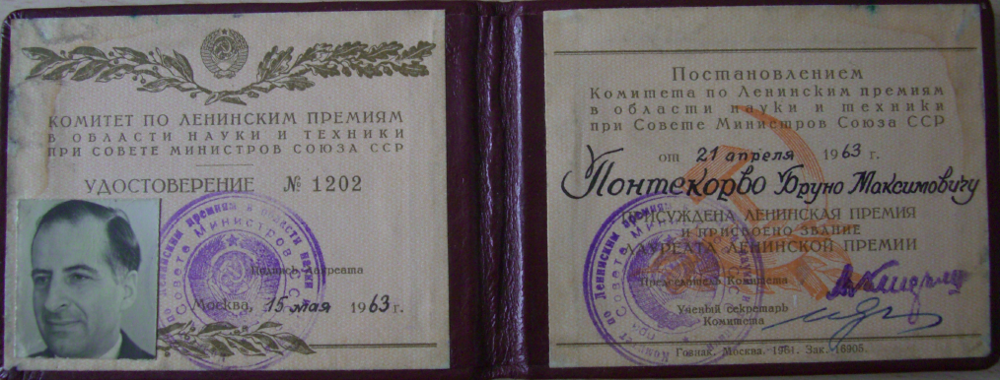 КОМИТЕТ ПО ЛЕНИНСКИМ ПРЕМИЯМ
В ОБЛАСТИ НАУКИ И ТЕХНИКИ
ПРИ СОВЕТЕ МИНИСТРОВ СОЮЗА ССР
УДОСТОВЕРЕНИЕ № 1202
Подпись лауреата
Москва, 15 мая 1963 г.
Постановлением
Комитета по Ленинским премиям
в области науки и техники
при Совете Министров Союза ССР
от 21 апреля 1963 г.
Понтекорво Бруно Максимовичу
ПРИСУЖДЕНА ЛЕНИНСКАЯ ПРЕМИЯ
И ПРИСВОЕНО ЗВАНИЕ
ЛАУРЕАТА ЛЕНИНСКОЙ ПРЕМИИ
Председатель Комитета
Ученый секретарь
Комитета
Гознак. Москва. 1961. Зак. 16905.